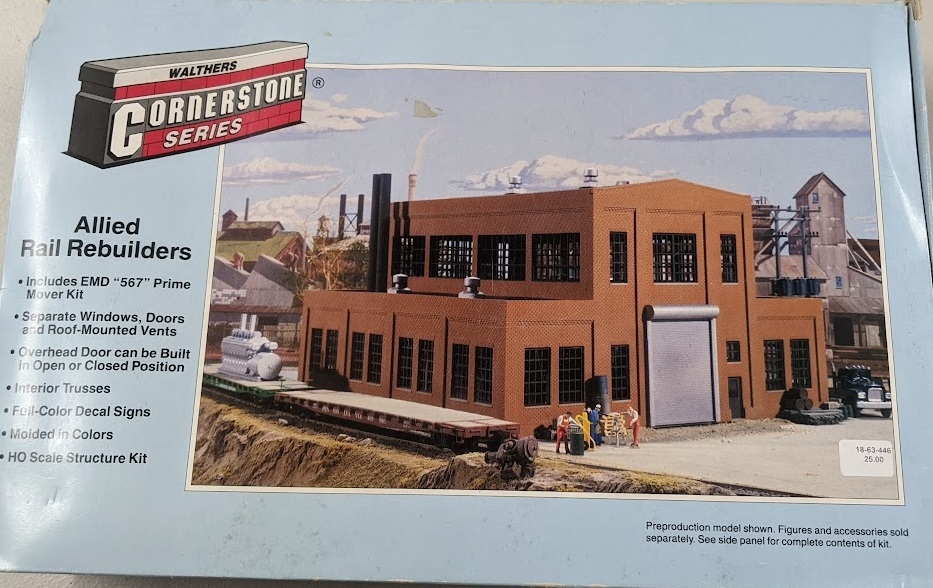 WALTHERS
CORNERSTONE ®
SERIES
Allied
Rail Rebuilders
• Includes EMD "567" Prime
Mover Kit
• Separate Windows, Doors
and Roof-Mounted Vents
• Overhead Door can be Built
in Open or Closed Position
• Interior Trusses
• Full-Color Decal Signs
• Molded in Colors
• HO Scale Structure Kit
18-63-446
25.00
Preproduction model shown. Figures and accessories sold
separately. See side panel for complete contents of kit.